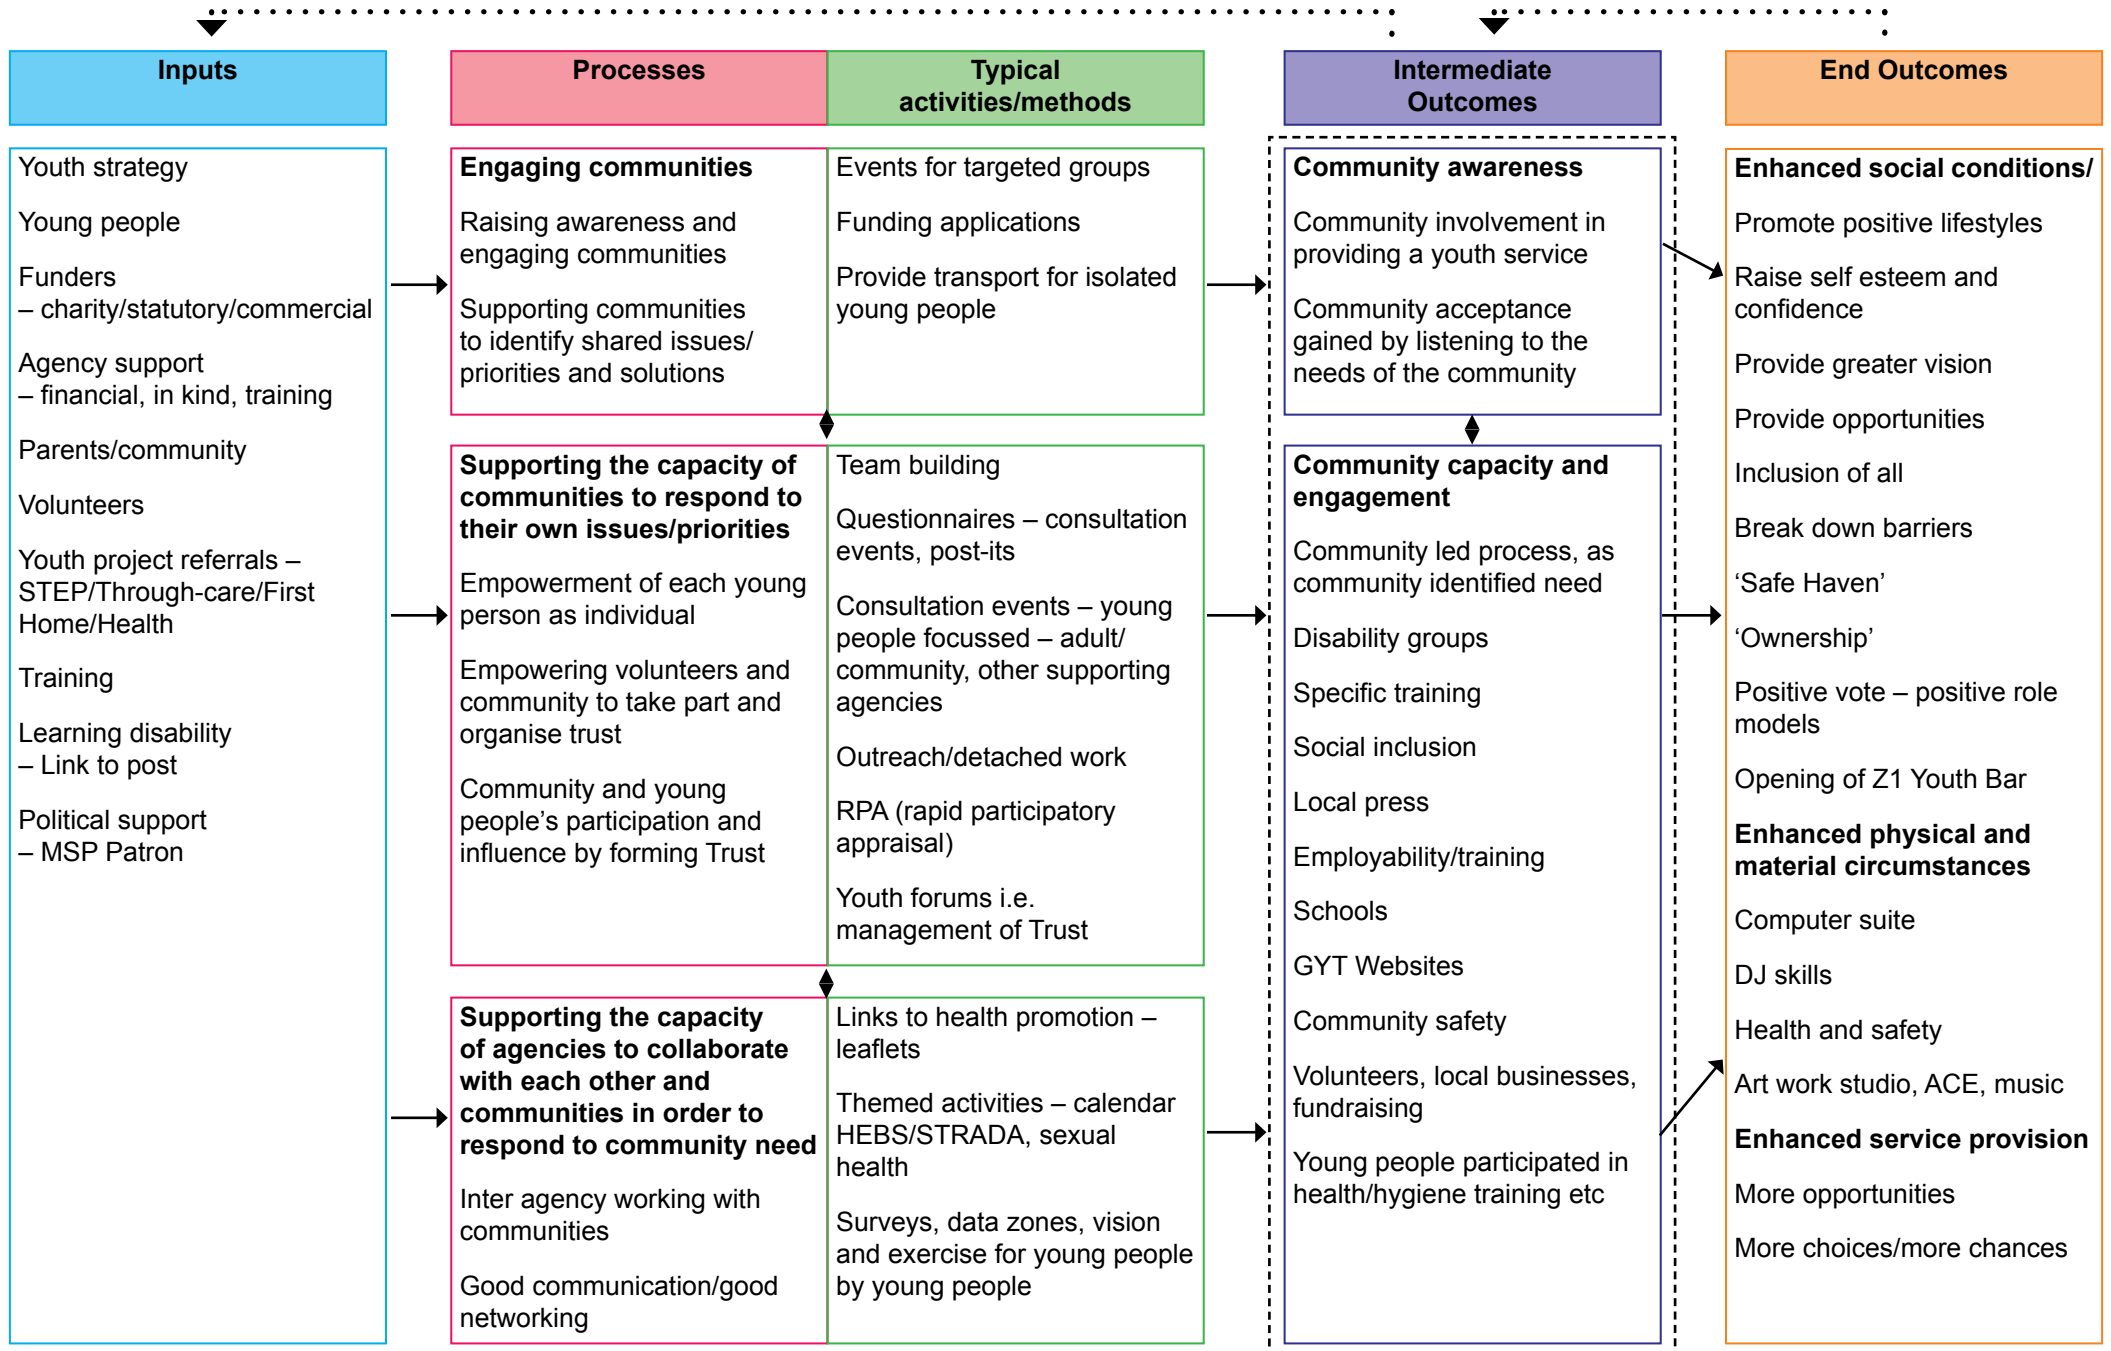 Inputs
Processes
Typical
activities/methods
Intermediate
Outcomes
End Outcomes
Youth strategy
Young people
Funders
– charity/statutory/commercial
Agency support
– financial, in kind, training
Parents/community
Volunteers
Youth project referrals –
STEP/Through-care/First
Home/Health
Training
Learning disability
– Link to post
Political support
– MSP Patron
Engaging communities
Raising awareness and
engaging communities
Supporting communities
to identify shared issues/
priorities and solutions
Events for targeted groups
Funding applications
Provide transport for isolated
young people
Supporting the capacity of
communities to respond to
their own issues/priorities
Empowerment of each young
person as individual
Empowering volunteers and
community to take part and
organise trust
Community and young
people’s participation and
influence by forming Trust
Team building
Questionnaires – consultation
events, post-its
Consultation events – young
people focussed – adult/
community, other supporting
agencies
Outreach/detached work
RPA (rapid participatory
appraisal)
Youth forums i.e.
management of Trust
Supporting the capacity
of agencies to collaborate
with each other and
communities in order to
respond to community need
Inter agency working with
communities
Good communication/good
networking
Links to health promotion –
leaflets
Themed activities – calendar
HEBS/STRADA, sexual
health
Surveys, data zones, vision
and exercise for young people
by young people
Community awareness
Community involvement in
providing a youth service
Community acceptance
gained by listening to the
needs of the community
Community capacity and
engagement
Community led process, as
community identified need
Disability groups
Specific training
Social inclusion
Local press
Employability/training
Schools
GYT Websites
Community safety
Volunteers, local businesses,
fundraising
Young people participated in
health/hygiene training etc
Enhanced social conditions/
Promote positive lifestyles
Raise self esteem and
confidence
Provide greater vision
Provide opportunities
Inclusion of all
Break down barriers
‘Safe Haven’
‘Ownership’
Positive vote – positive role
models
Opening of Z1 Youth Bar
Enhanced physical and
material circumstances
Computer suite
DJ skills
Health and safety
Art work studio, ACE, music
Enhanced service provision
More opportunities
More choices/more chances